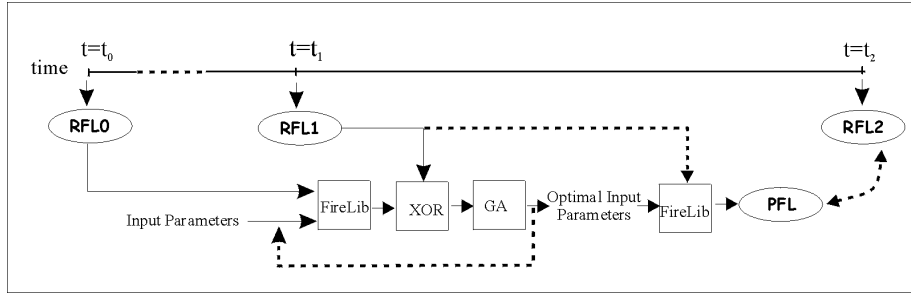 t=t0
t=t1
t=t2
time
RFL0
RFL1
RFL2
FireLib
XOR
GA
Optimal Input
Parameters
FireLib
PFL
Input Parameters